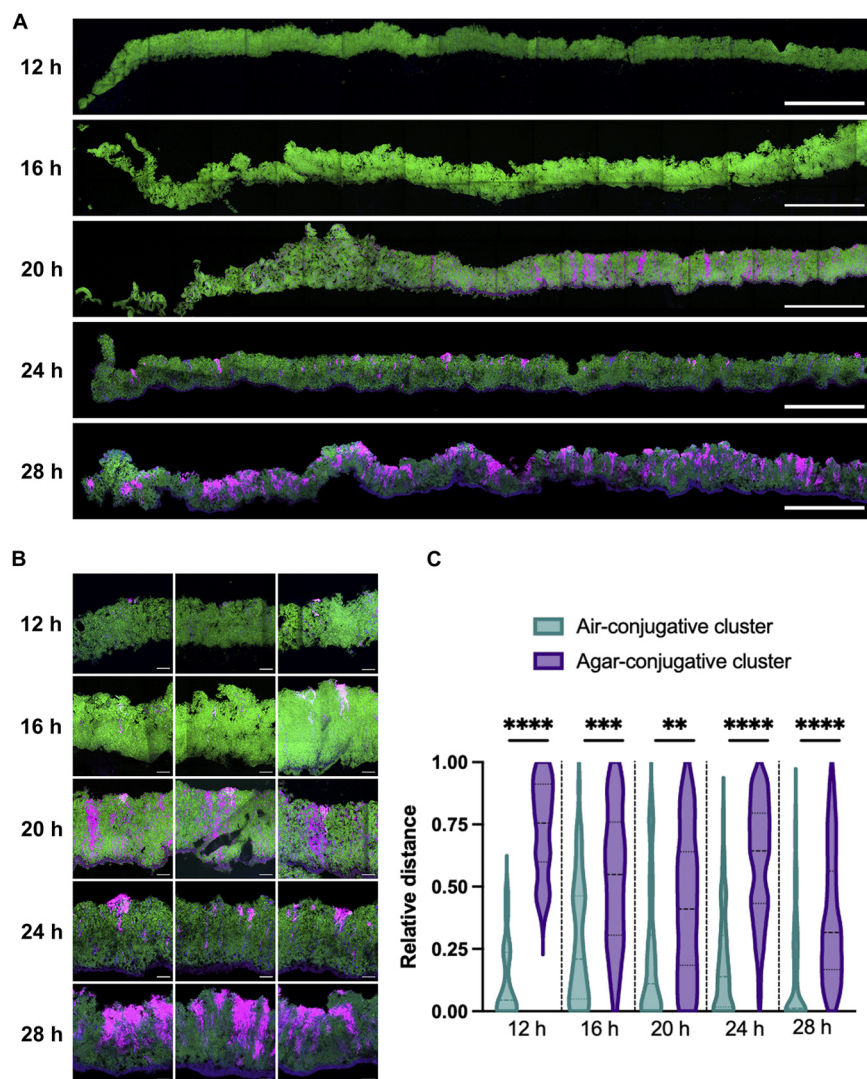 A
12 h
16 h
20 h
24 h
28 h
B
12 h
16 h
20 h
24 h
28 h
C
Air-conjugative cluster
Agar-conjugative cluster
**** *** ** **** ****
1.00
0.75
0.50
0.25
0.00
Relative distance
12 h 16 h 20 h 24 h 28 h